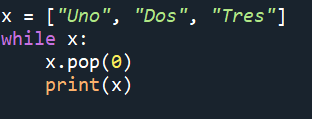 x = ["Uno", "Dos", "Tres"]
while x:
    x.pop(0)
    print(x)